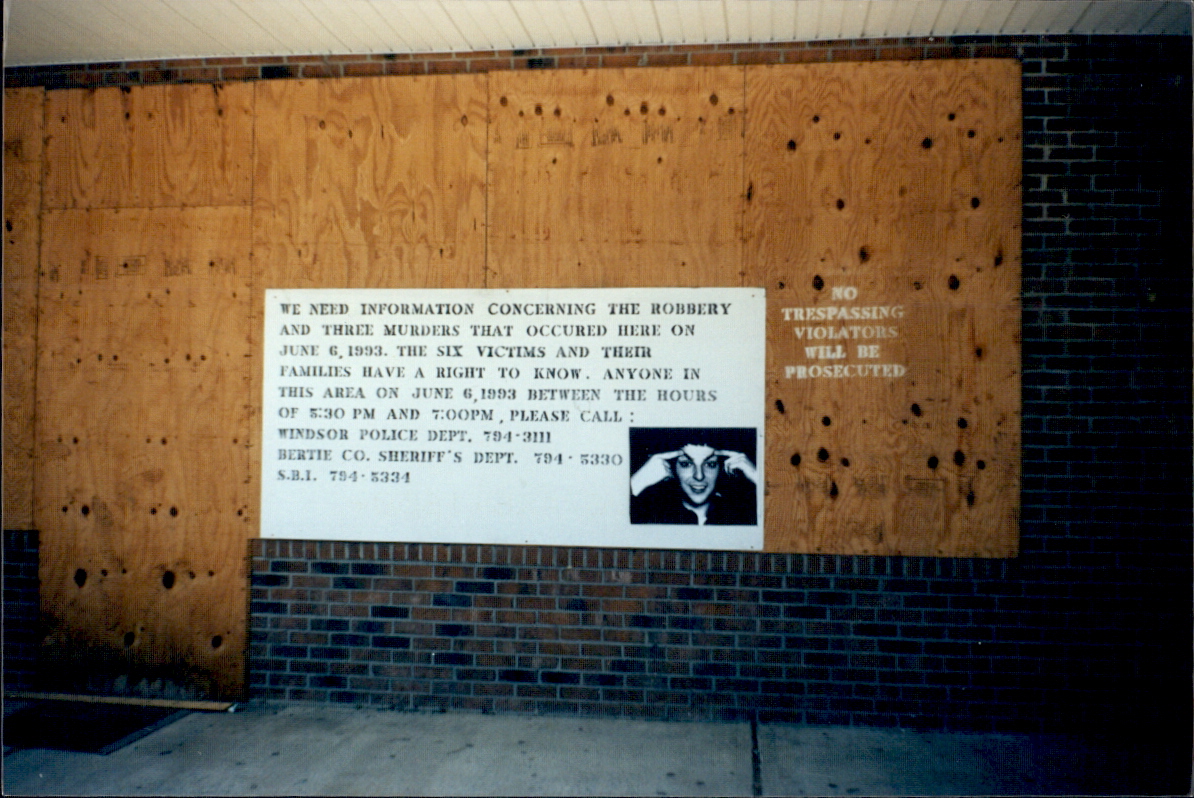 WE NEED INFORMATION CONCERNING THE ROBBERY
AND THREE MURDERS THAT OCCURED HERE ON
JUNE 6,1993. THE SIX VICTIMS AND THEIR
FAMILIES HAVE A RIGHT TO KNOW. ANYONE IN
THIS AREA ON JUNE 6,1993 BETWEEN THE HOURS
OF 5:30 PM AND 7:00PM, PLEASE CALL:
WINDSOR POLICE DEPT. 794-3111
BERTIE CO. SHERIFF'S DEPT. 794-5330
S.B.I. 794-5334
NO
TRESPASSING
VIOLATORS
WILL BE
PROSECUTED